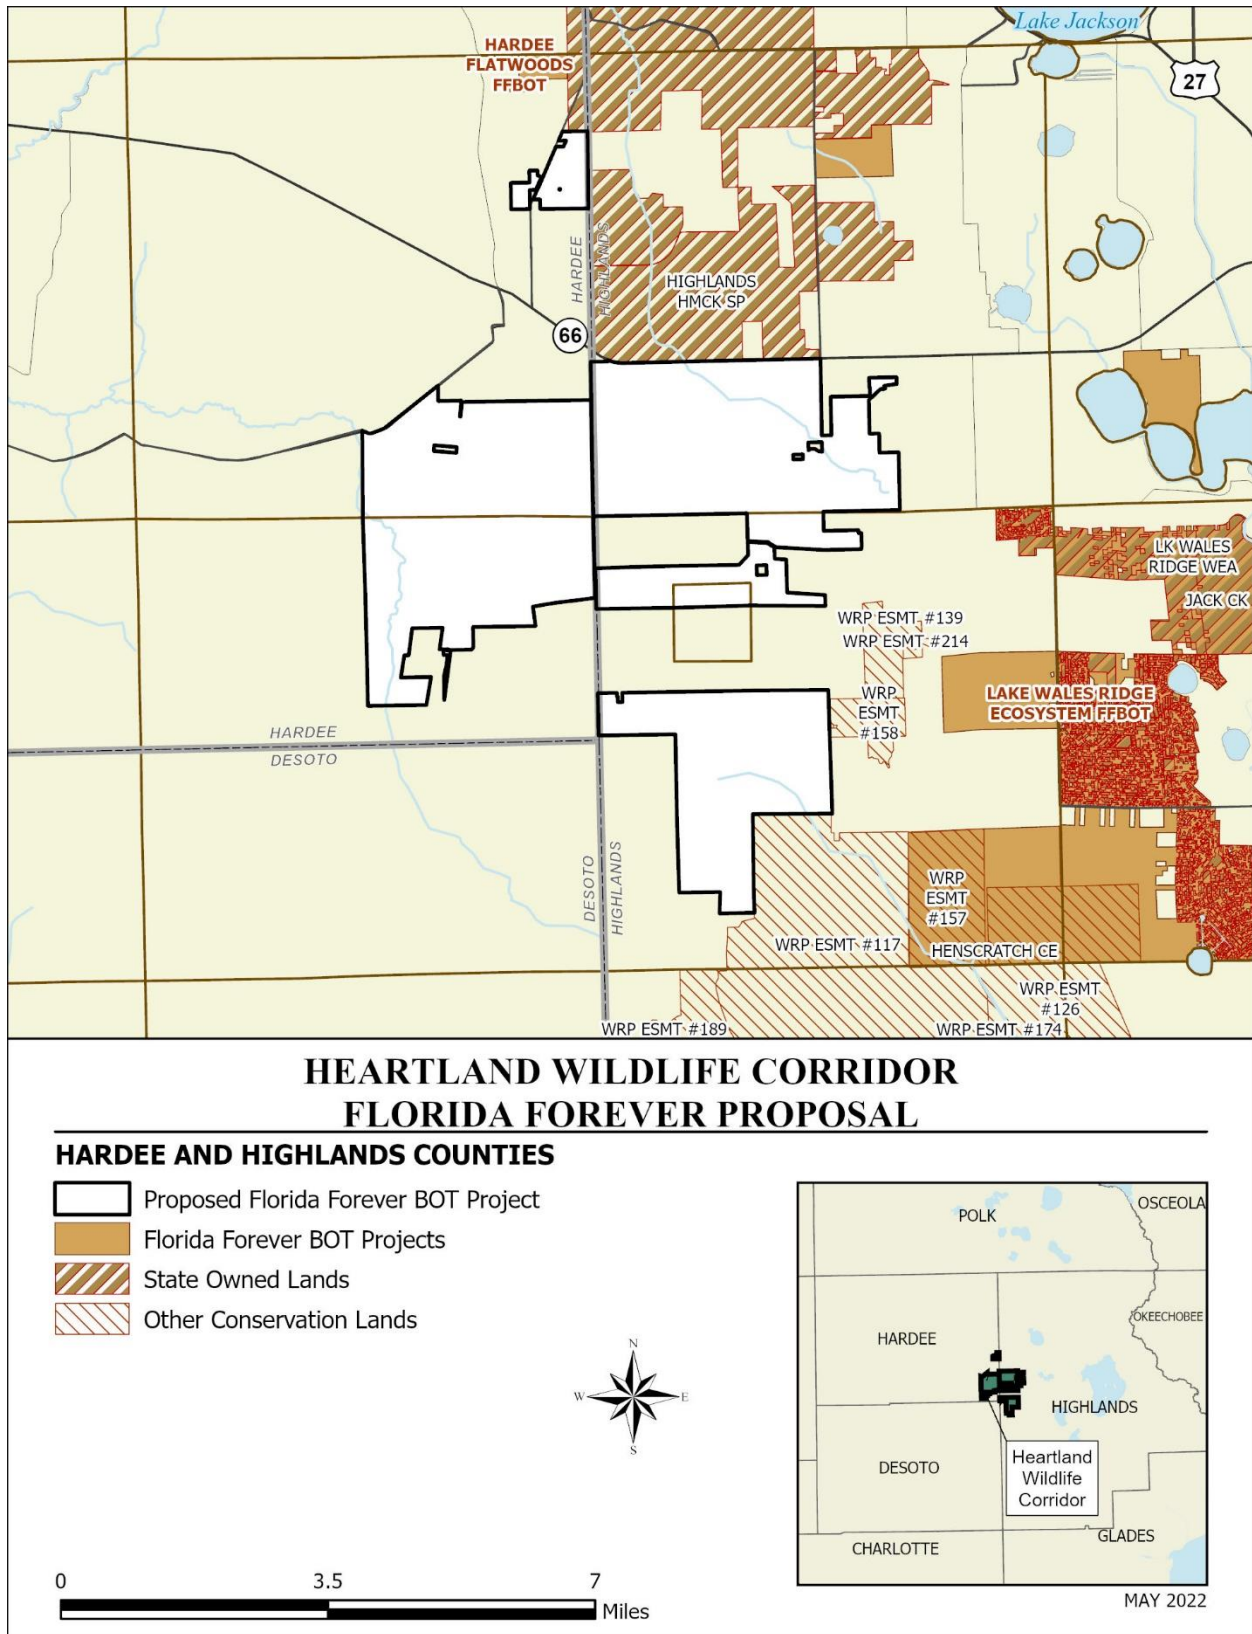 Lake Jackson
HARDEE
FLATWOODS
FFBOT
27
HARDEE
HIGHLANDS
HIGHLANDS
HMCK SP
66
LK WALES
RIDGE WEA
JACK CK
WRP ESMT #139
WRP ESMT #214
WRP
ESMT
#158
LAKE WALES RIDGE
ECOSYSTEM FFBOT
HARDEE
DESOTO
DESOTO
HIGHLANDS
WRP
ESMT
#157
WRP ESMT #117
HENSCRATCH CE
WRP ESMT
#126
WRP ESMT #189
WRP ESMT #174
HEARTLAND WILDLIFE CORRIDOR
FLORIDA FOREVER PROPOSAL
HARDEE AND HIGHLANDS COUNTIES
Proposed Florida Forever BOT Project
Florida Forever BOT Projects
State Owned Lands
Other Conservation Lands
N
W
E
S
0
3.5
7
Miles
POLK
OSCEOLA
HARDEE
OKEECHOBEE
HIGHLANDS
DESOTO
Heartland
Wildlife
Corridor
CHARLOTTE
GLADES
MAY 2022